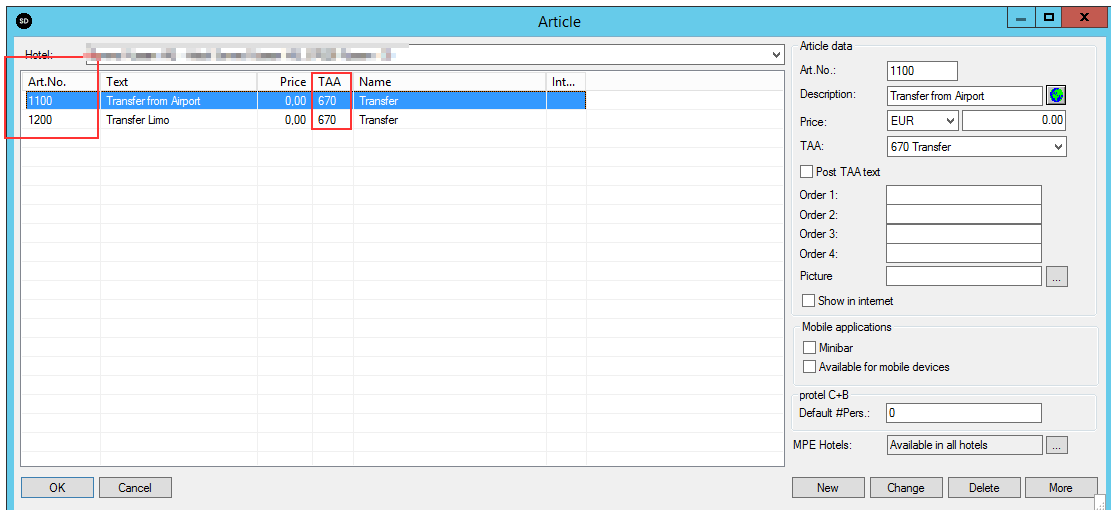 SD
Article
Hotel:
Art.No. Text Price TAA Name Int...
1100 Transfer from Airport 0,00 670 Transfer
1200 Transfer Limo 0,00 670 Transfer
Article data
Art.No.: 1100
Description: Transfer from Airport
Price: EUR 0.00
TAA: 670 Transfer
Post TAA text
Order 1:
Order 2:
Order 3:
Order 4:
Picture ...
Show in internet
Mobile applications
Minibar
Available for mobile devices
protel C+B
Default #Pers.: 0
MPE Hotels: Available in all hotels ...
OK Cancel New Change Delete More